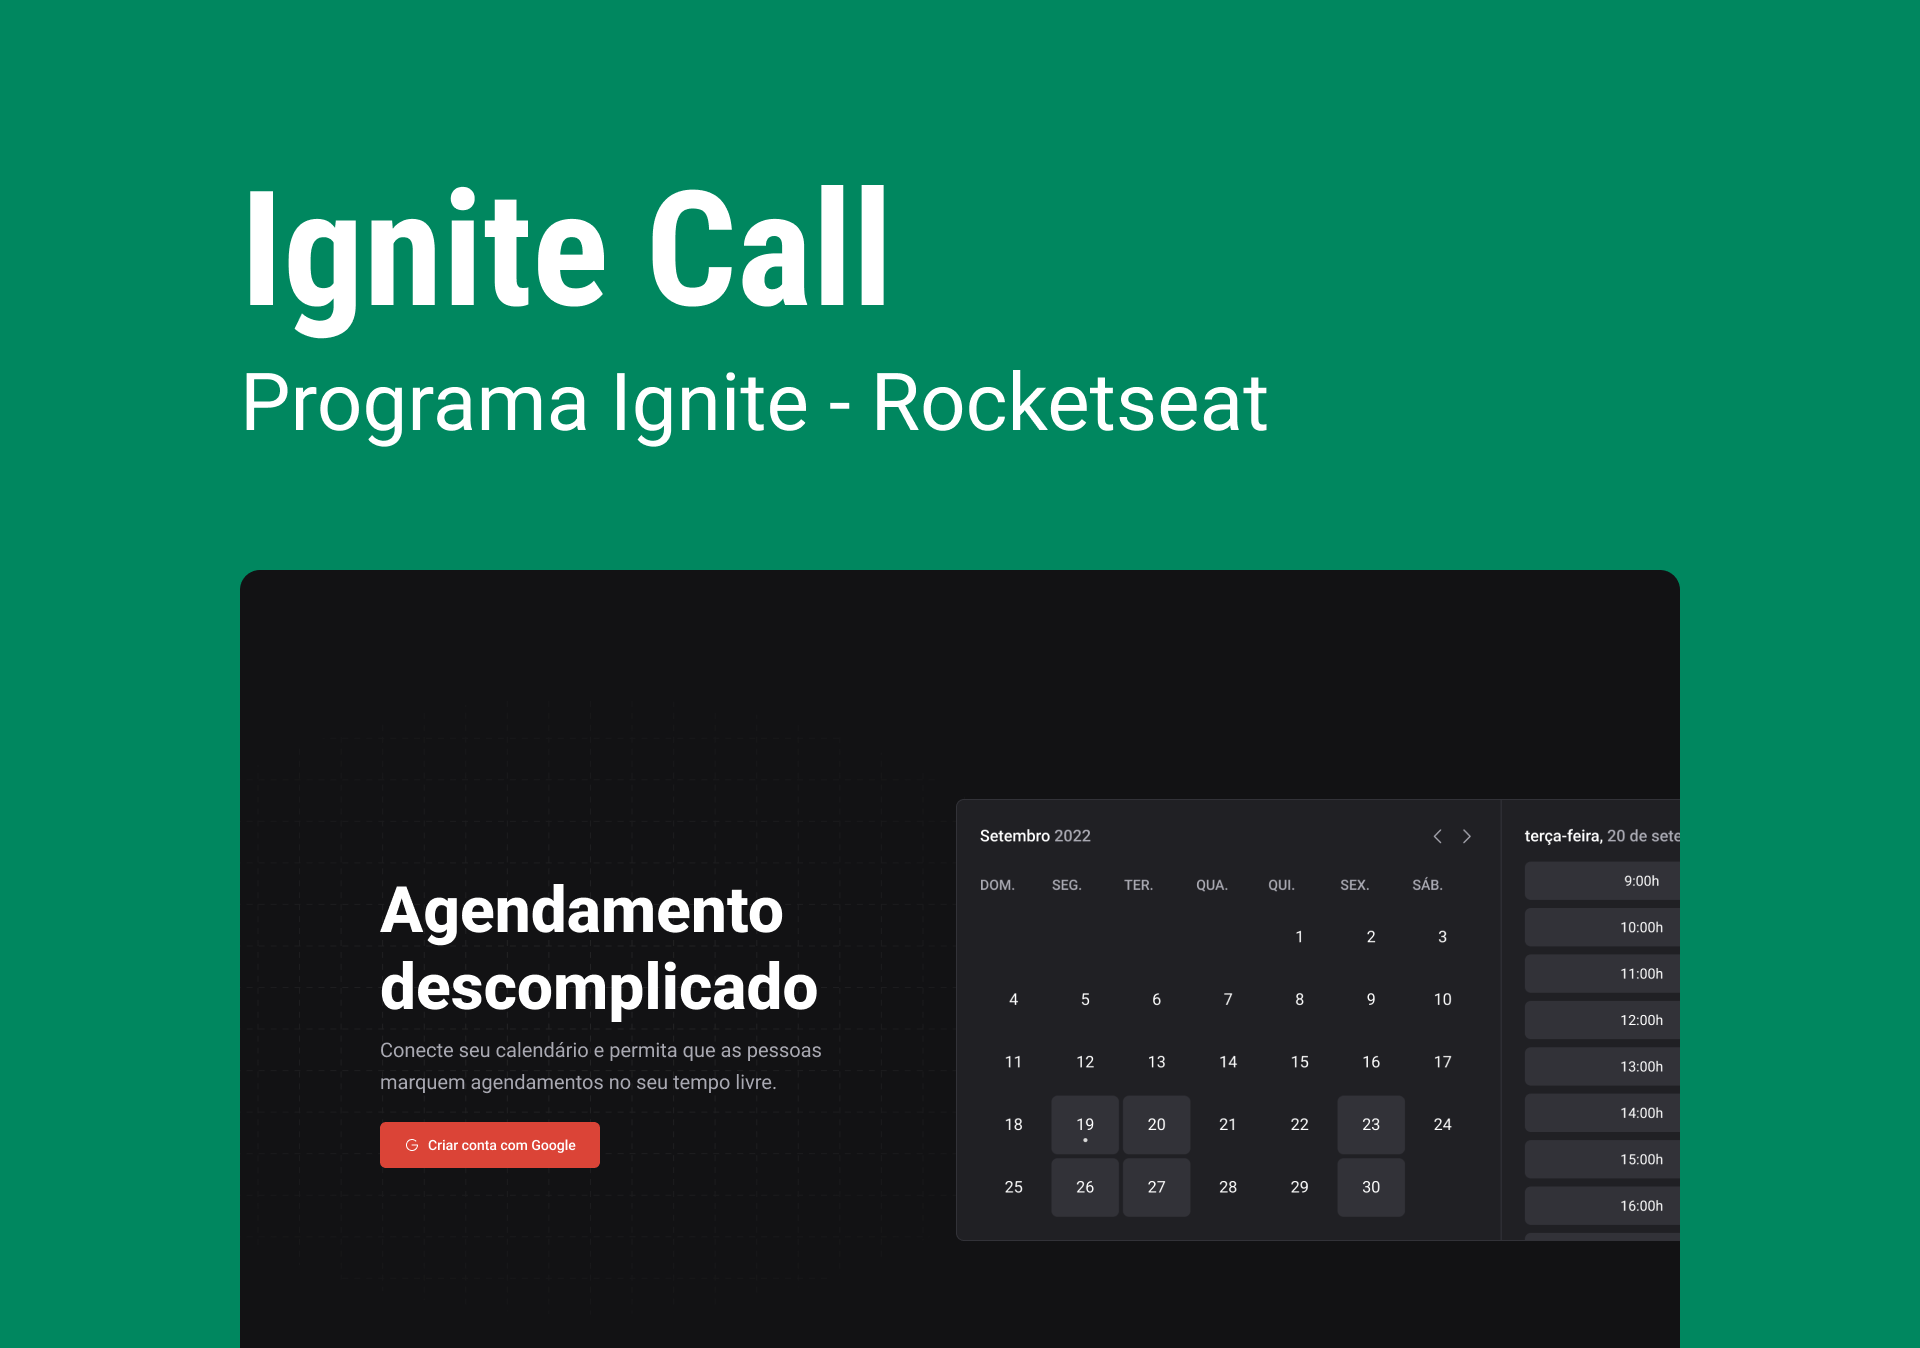 Ignite Call
Programa Ignite - Rocketseat
Agendamento
descomplicado
Conecte seu calendário e permita que as pessoas
marquem agendamentos no seu tempo livre.
Criar conta com Google
Setembro 2022
DOM. SEG. TER. QUA. QUI. SEX. SÁB.
1 2 3
4 5 6 7 8 9 10
11 12 13 14 15 16 17
18 19 20 21 22 23 24
25 26 27 28 29 30
terça-feira, 20 de sete
9:00h
10:00h
11:00h
12:00h
13:00h
14:00h
15:00h
16:00h